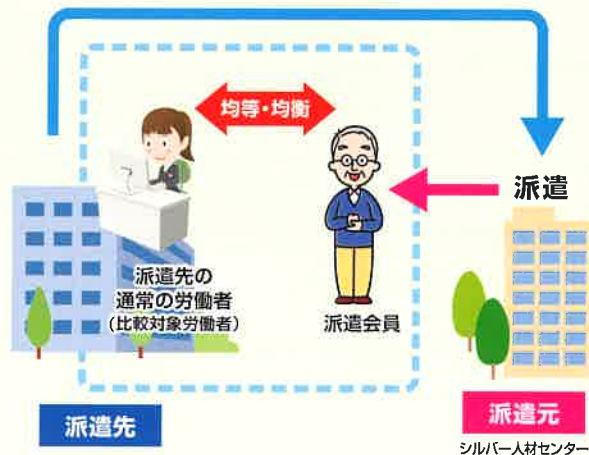 均等・均衡
派遣
派遣先の
通常の労働者
(比較対象労働者)
派遣会員
派遣先
派遣元
シルバー人材センター